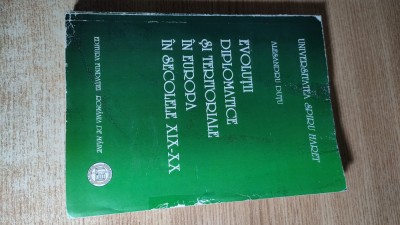 UNIVERSITATEA SPIRU HARET
ALESANDRU DUȚU
EVOLUȚII
DIPLOMATICE
ȘI TERITORIALE
ÎN EUROPA
ÎN SECOLELE XIX-XX
EDITURA FUNDAȚIEI ROMÂNIA DE MÂINE